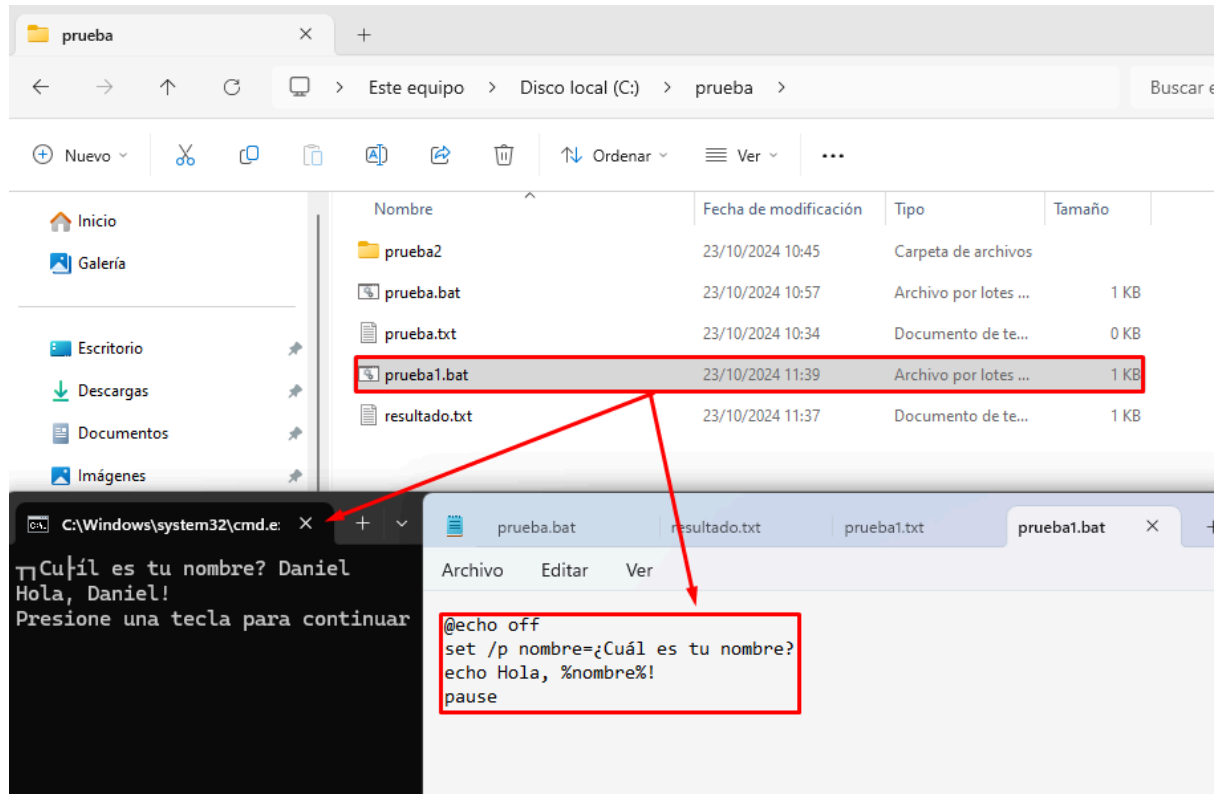 prueba
Este equipo > Disco local (C:) > prueba >
Buscar e
Nuevo
Ordenar
Ver
Inicio
Galería
Escritorio
Descargas
Documentos
Imágenes
Nombre Fecha de modificación Tipo Tamaño
prueba2 23/10/2024 10:45 Carpeta de archivos
prueba.bat 23/10/2024 10:57 Archivo por lotes ... 1 KB
prueba.txt 23/10/2024 10:34 Documento de te... 0 KB
prueba1.bat 23/10/2024 11:39 Archivo por lotes ... 1 KB
resultado.txt 23/10/2024 11:37 Documento de te... 1 KB
C:\Windows\system32\cmd.e:
┬┐Cu├íl es tu nombre? Daniel
Hola, Daniel!
Presione una tecla para continuar
prueba.bat resultado.txt prueba1.txt prueba1.bat
Archivo Editar Ver
@echo off
set /p nombre=¿Cuál es tu nombre?
echo Hola, %nombre%!
pause